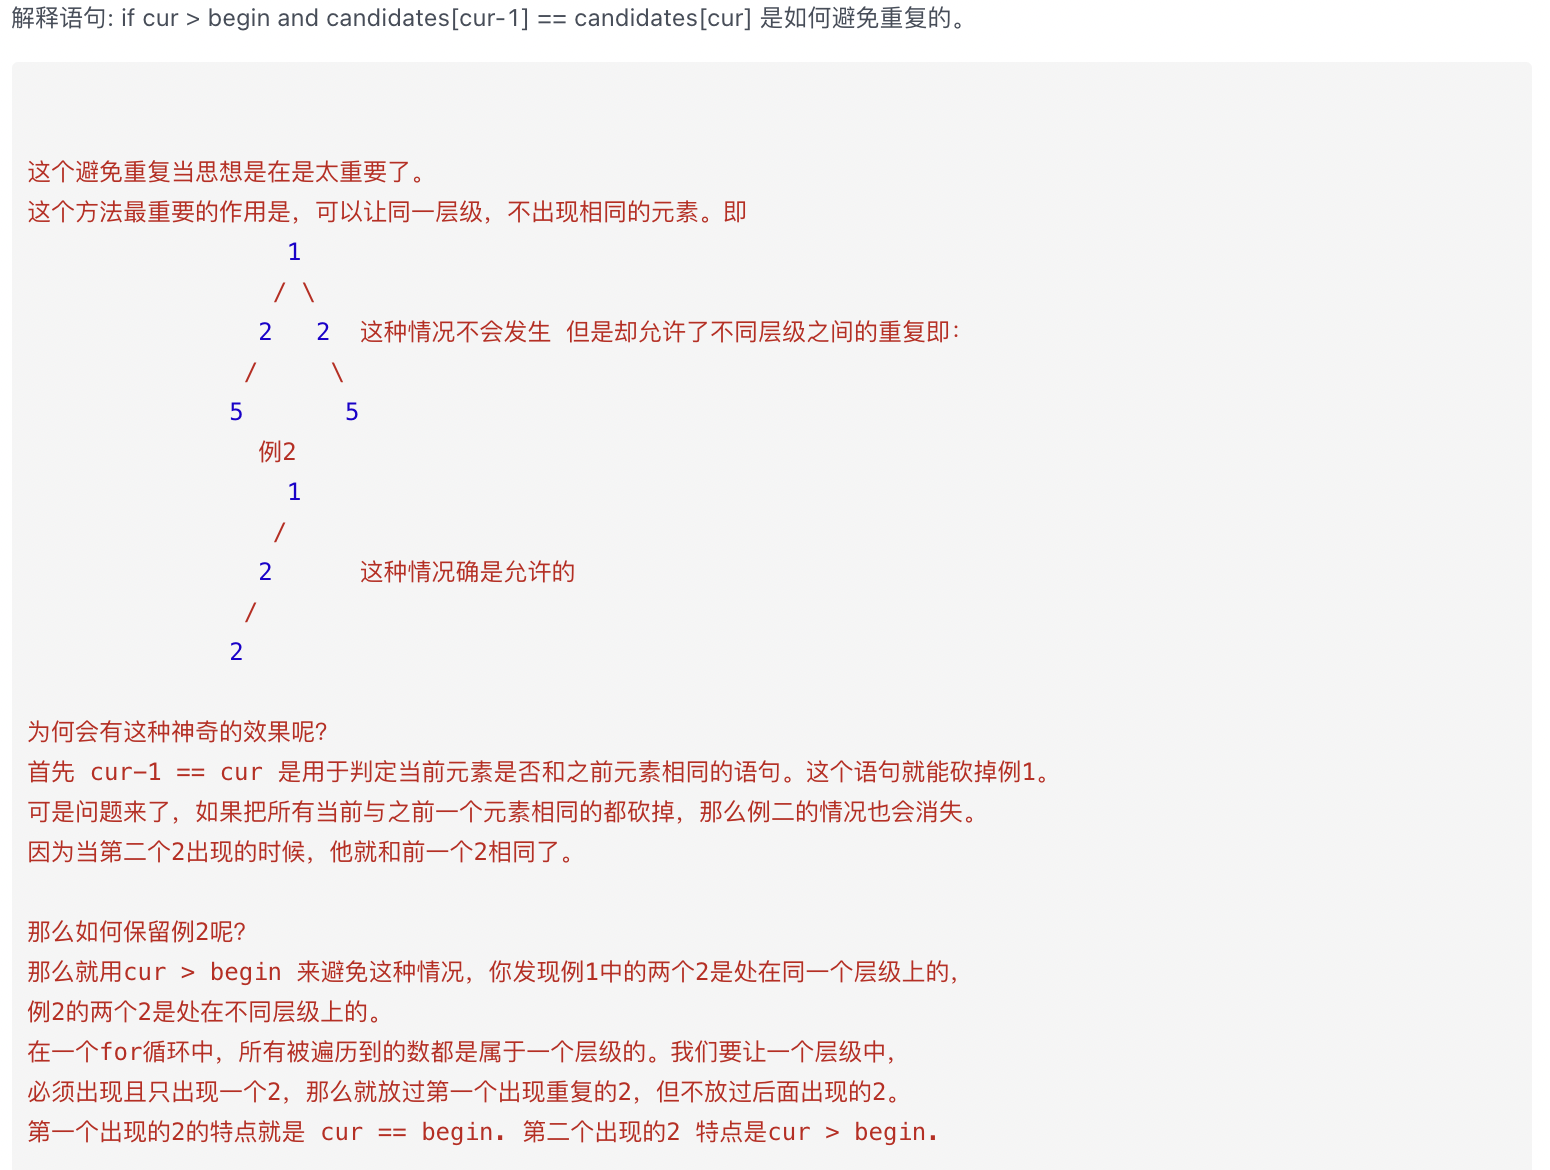 解释语句: if cur > begin and candidates[cur-1] == candidates[cur] 是如何避免重复的。
这个避免重复当思想是在是太重要了。
这个方法最重要的作用是，可以让同一层级，不出现相同的元素。即
1
/ \
2 2 这种情况不会发生 但是却允许了不同层级之间的重复即：
/ \
5 5
例2
1
/
2 这种情况确是允许的
/
2
为何会有这种神奇的效果呢？
首先 cur-1 == cur 是用于判定当前元素是否和之前元素相同的语句。这个语句就能砍掉例1。
可是问题来了，如果把所有当前与之前一个元素相同的都砍掉，那么例二的情况也会消失。
因为当第二个2出现的时候，他就和前一个2相同了。
那么如何保留例2呢？
那么就用cur > begin 来避免这种情况，你发现例1中的两个2是处在同一个层级上的，
例2的两个2是处在不同层级上的。
在一个for循环中，所有被遍历到的数都是属于一个层级的。我们要让一个层级中，
必须出现且只出现一个2，那么就放过第一个出现重复的2，但不放过后面出现的2。
第一个出现的2的特点就是 cur == begin. 第二个出现的2 特点是cur > begin.